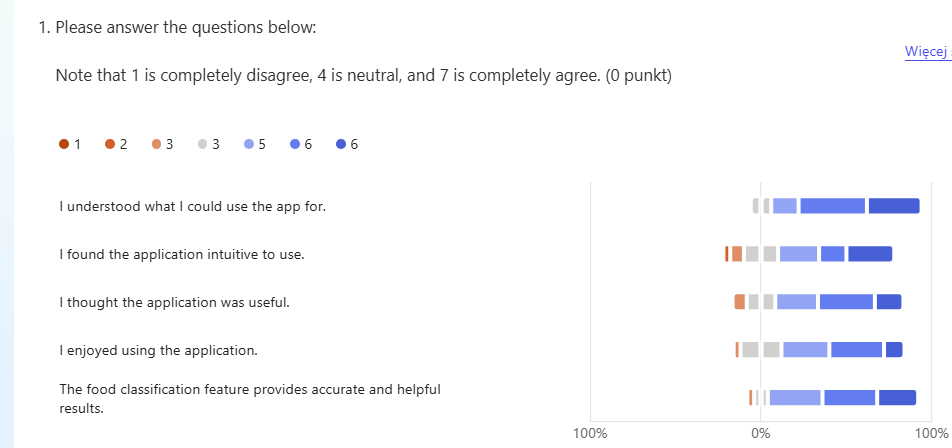 1. Please answer the questions below:
Więcej
Note that 1 is completely disagree, 4 is neutral, and 7 is completely agree. (0 punkt)
1 2 3 3 5 6 6
I understood what I could use the app for.
I found the application intuitive to use.
I thought the application was useful.
I enjoyed using the application.
The food classification feature provides accurate and helpful
results.
100% 0% 100%